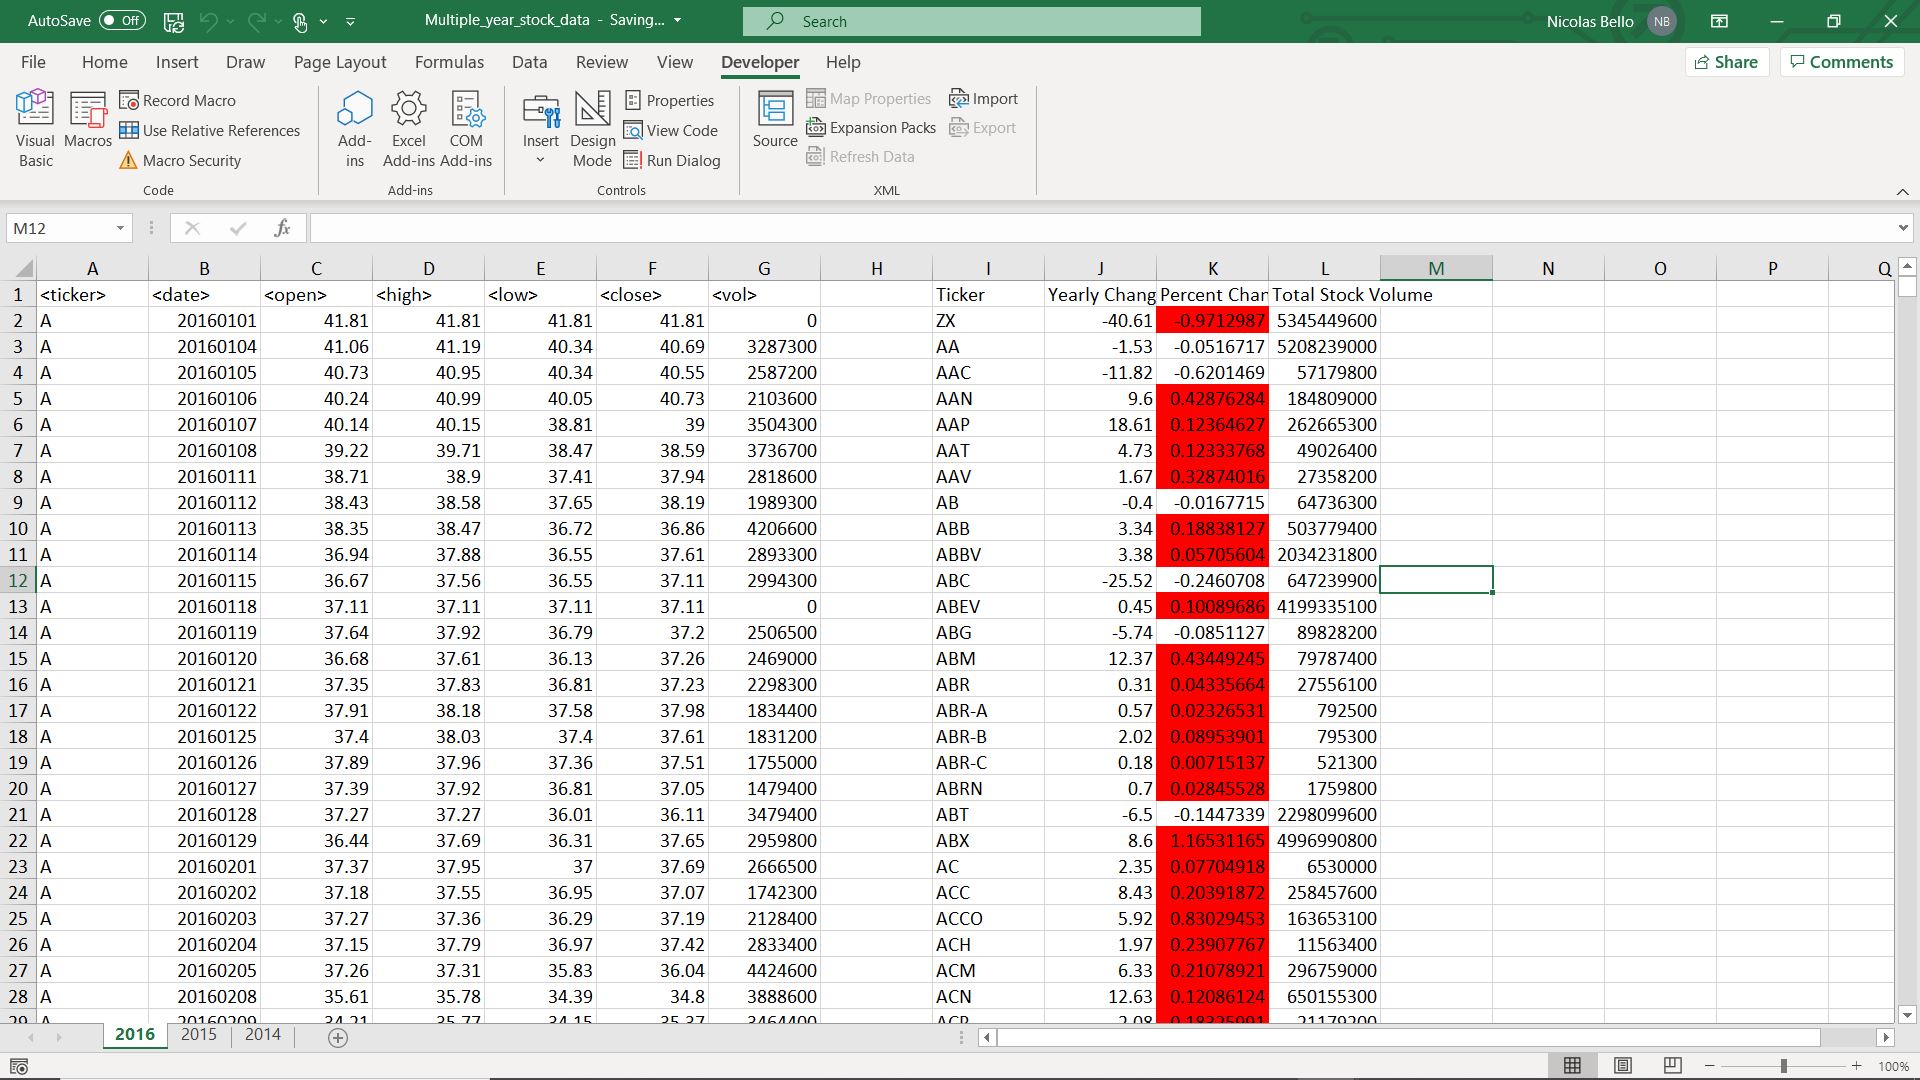 AutoSave Off Multiple_year_stock_data - Saving... Search Nicolas Bello NB
File Home Insert Draw Page Layout Formulas Data Review View Developer Help Share Comments
Visual Basic
Macros
Record Macro
Use Relative References
Macro Security
Code
Add-ins
Excel Add-ins
COM Add-ins
Add-ins
Insert
Design Mode
Properties
View Code
Run Dialog
Controls
Source
Map Properties
Expansion Packs
Refresh Data
Import
Export
XML
M12 fx
A B C D E F G H I J K L M N O P Q
1 <ticker> <date> <open> <high> <low> <close> <vol> Ticker Yearly Chang Percent Char Total Stock Volume
2 A 20160101 41.81 41.81 41.81 41.81 0 ZX -40.61 -0.9712987 5345449600
3 A 20160104 41.06 41.19 40.34 40.69 3287300 AA -1.53 -0.0516717 5208239000
4 A 20160105 40.73 40.95 40.34 40.55 2587200 AAC -11.82 -0.6201469 57179800
5 A 20160106 40.24 40.99 40.05 40.73 2103600 AAN 9.6 0.42876284 184809000
6 A 20160107 40.14 40.15 38.81 39 3504300 AAP 18.61 0.12364627 262665300
7 A 20160108 39.22 39.71 38.47 38.59 3736700 AAT 4.73 0.12333768 49026400
8 A 20160111 38.71 38.9 37.41 37.94 2818600 AAV 1.67 0.32874016 27358200
9 A 20160112 38.43 38.58 37.65 38.19 1989300 AB -0.4 -0.0167715 64736300
10 A 20160113 38.35 38.47 36.72 36.86 4206600 ABB 3.34 0.18838127 503779400
11 A 20160114 36.94 37.88 36.55 37.61 2893300 ABBV 3.38 0.05705604 2034231800
12 A 20160115 36.67 37.56 36.55 37.11 2994300 ABC -25.52 -0.2460708 647239900
13 A 20160118 37.11 37.11 37.11 37.11 0 ABEV 0.45 0.10089686 4199335100
14 A 20160119 37.64 37.92 36.79 37.2 2506500 ABG -5.74 -0.0851127 89828200
15 A 20160120 36.68 37.61 36.13 37.26 2469000 ABM 12.37 0.43449245 79787400
16 A 20160121 37.35 37.83 36.81 37.23 2298300 ABR 0.31 0.04335664 27556100
17 A 20160122 37.91 38.18 37.58 37.98 1834400 ABR-A 0.57 0.02326531 792500
18 A 20160125 37.4 38.03 37.4 37.61 1831200 ABR-B 2.02 0.08953901 795300
19 A 20160126 37.89 37.96 37.36 37.51 1755000 ABR-C 0.18 0.00715137 521300
20 A 20160127 37.39 37.92 36.81 37.05 1479400 ABRN 0.7 0.02845528 1759800
21 A 20160128 37.27 37.27 36.01 36.11 3479400 ABT -6.5 -0.1447339 2298099600
22 A 20160129 36.44 37.69 36.31 37.65 2959800 ABX 8.6 1.16531165 4996990800
23 A 20160201 37.37 37.95 37 37.69 2666500 AC 2.35 0.07704918 6530000
24 A 20160202 37.18 37.55 36.95 37.07 1742300 ACC 8.43 0.20391872 258457600
25 A 20160203 37.27 37.36 36.29 37.19 2128400 ACCO 5.92 0.83029453 163653100
26 A 20160204 37.15 37.79 36.97 37.42 2833400 ACH 1.97 0.23907767 11563400
27 A 20160205 37.26 37.31 35.83 36.04 4424600 ACM 6.33 0.21078921 296759000
28 A 20160208 35.61 35.78 34.39 34.8 3888600 ACN 12.63 0.12086124 650155300
29 A 20160209 34.21 35.77 34.15 35.37 3464400 ACP 2.08 0.18325991 21179200
2016 2015 2014
100%